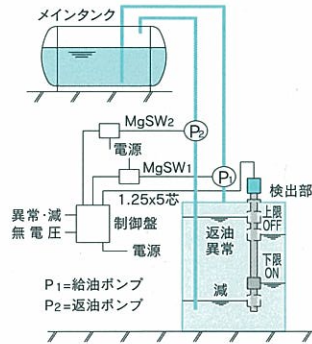 メインタンク
MgSW2
P2
電源
MgSW1
P1
1.25x5芯
検出部
異常・減
無電圧
制御盤
電源
返油
異常
上限
OFF
下限
ON
減
P1=給油ポンプ
P2=返油ポンプ